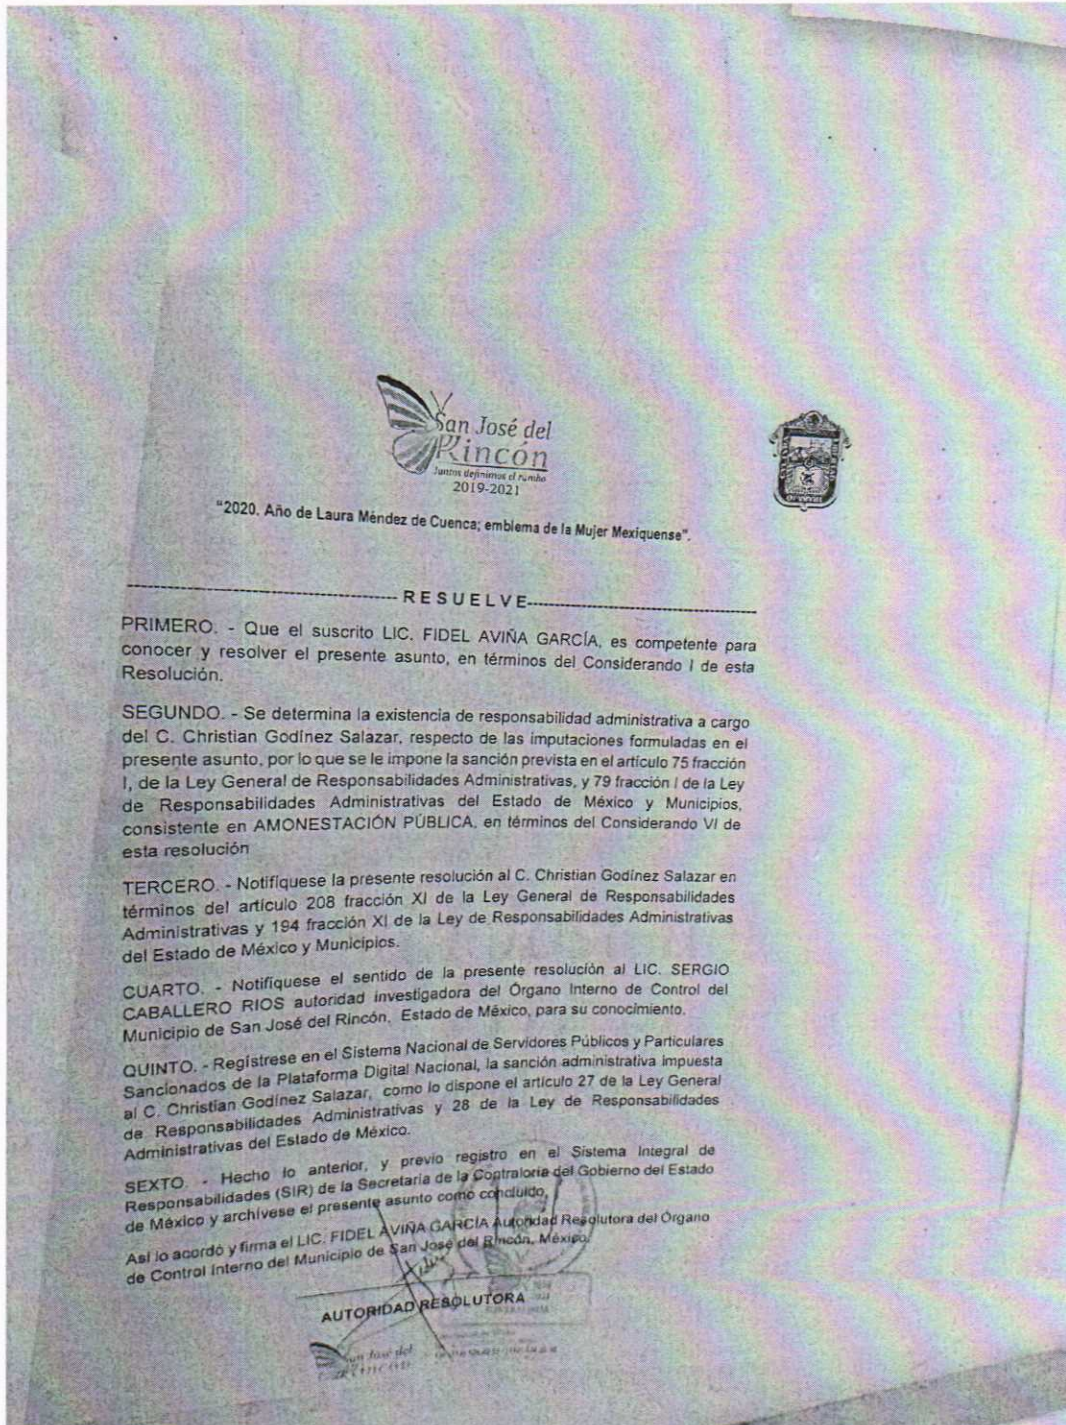 San José del
Rincón
Juntos definimos el rumbo
2019-2021
"2020. Año de Laura Méndez de Cuenca; emblema de la Mujer Mexiquense".
------------------------------------ R E S U E L V E------------------------------
PRIMERO. - Que el suscrito LIC. FIDEL AVIÑA GARCÍA, es competente para
conocer y resolver el presente asunto, en términos del Considerando I de esta
Resolución.
SEGUNDO. - Se determina la existencia de responsabilidad administrativa a cargo
del C. Christian Godínez Salazar, respecto de las imputaciones formuladas en el
presente asunto, por lo que se le impone la sanción prevista en el artículo 75 fracción
I, de la Ley General de Responsabilidades Administrativas, y 79 fracción I de la Ley
de Responsabilidades Administrativas del Estado de México y Municipios,
consistente en AMONESTACIÓN PÚBLICA, en términos del Considerando VI de
esta resolución
TERCERO. - Notifíquese la presente resolución al C. Christian Godínez Salazar en
términos del artículo 208 fracción XI de la Ley General de Responsabilidades
Administrativas y 194 fracción XI de la Ley de Responsabilidades Administrativas
del Estado de México y Municipios.
CUARTO. - Notifíquese el sentido de la presente resolución al LIC. SERGIO
CABALLERO RIOS autoridad investigadora del Órgano Interno de Control del
Municipio de San José del Rincón, Estado de México, para su conocimiento.
QUINTO. - Regístrese en el Sistema Nacional de Servidores Públicos y Particulares
Sancionados de la Plataforma Digital Nacional, la sanción administrativa impuesta
al C. Christian Godínez Salazar, como lo dispone el artículo 27 de la Ley General
de Responsabilidades Administrativas y 28 de la Ley de Responsabilidades
Administrativas del Estado de México.
SEXTO. - Hecho lo anterior, y previo registro en el Sistema Integral de
Responsabilidades (SIR) de la Secretaría de la Contraloría del Gobierno del Estado
de México y archívese el presente asunto como concluido.
Así lo acordó y firma el LIC. FIDEL AVIÑA GARCÍA Autoridad Resolutora del Órgano
de Control Interno del Municipio de San José del Rincón, México.
AUTORIDAD RESOLUTORA
San José del